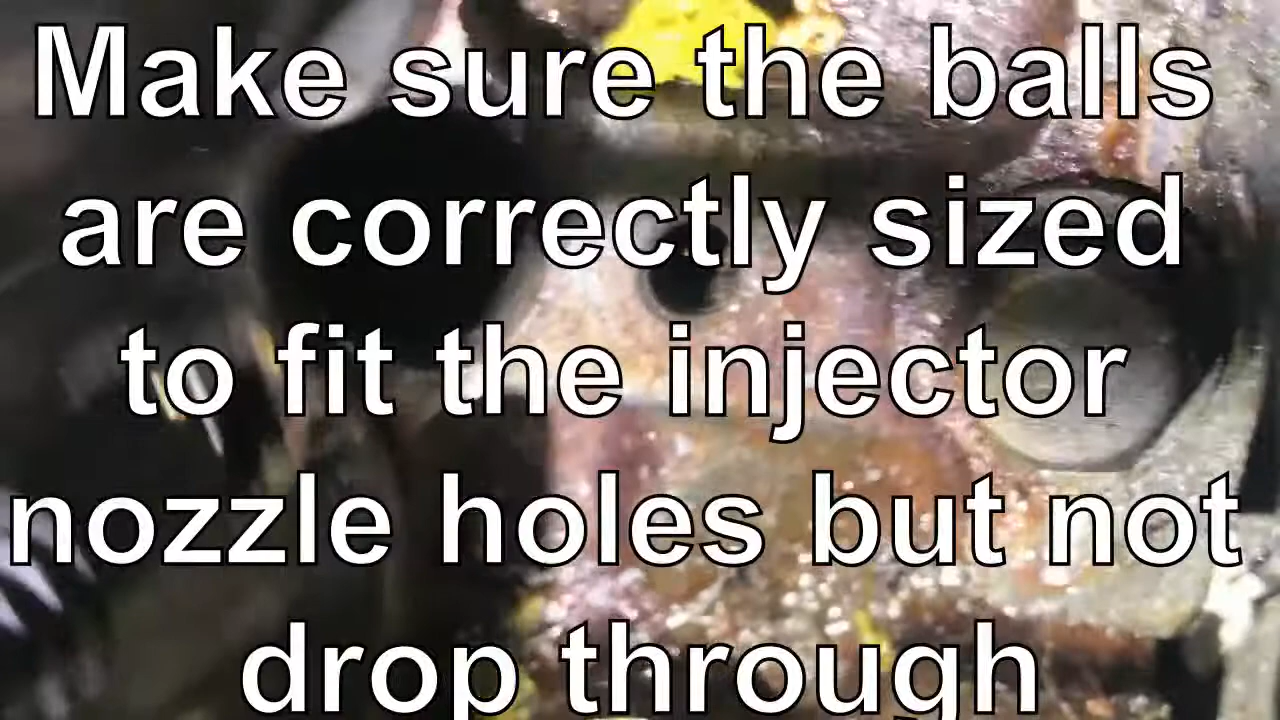 Make sure the balls
are correctly sized
to fit the injector
nozzle holes but not
drop through